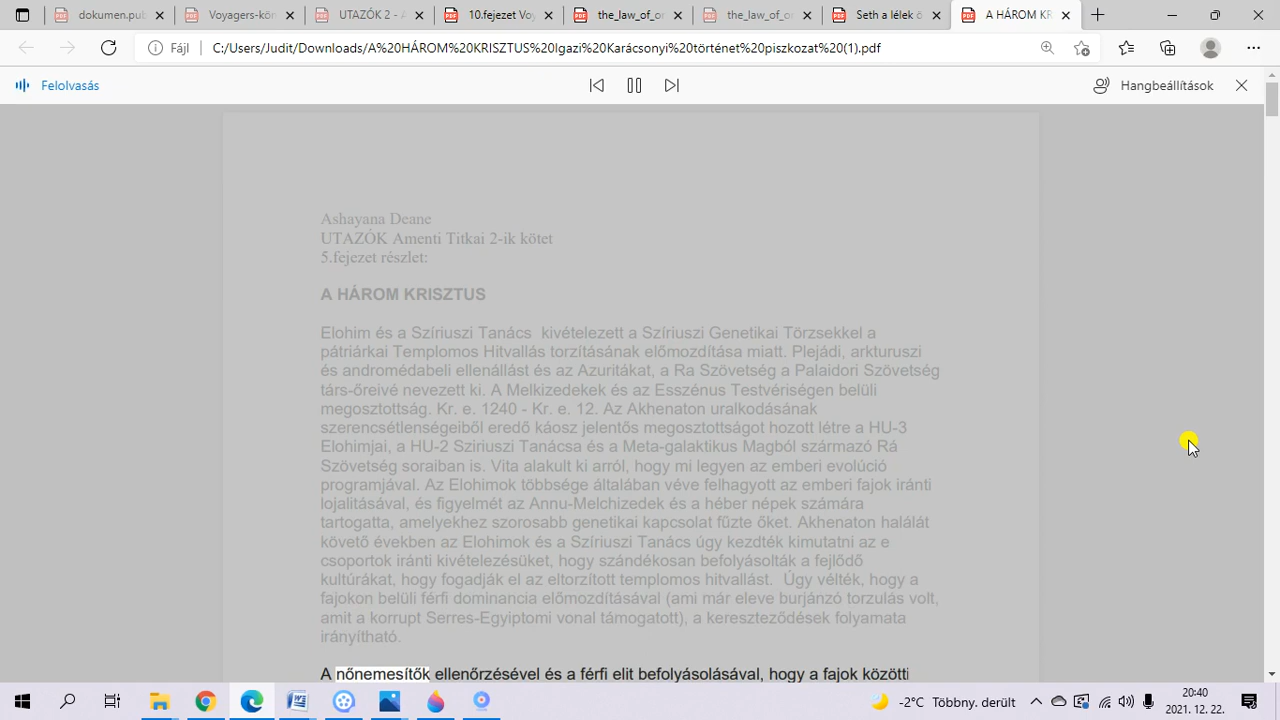 dokumen.pub
Voyagers-kön
UTAZÓK 2 - A
10.fejezet Voy
the_law_of_on
the_law_of_on
Seth a lélek ö
A HÁROM KR
Fájl
C:/Users/Judit/Downloads/A%20HÁROM%20KRISZTUS%20Igazi%20Karácsonyi%20történet%20piszkozat%20(1).pdf
Felolvasás
Hangbeállítások
Ashayana Deane
UTAZÓK Amenti Titkai 2-ik kötet
5.fejezet részlet:
A HÁROM KRISZTUS
Elohim és a Szíriuszi Tanács kivételezett a Szíriuszi Genetikai Törzsekkel a
pátriárkai Templomos Hitvallás torzításának előmozdítása miatt. Plejádi, arkturuszi
és andromédabeli ellenállást és az Azuritákat, a Ra Szövetség a Palaidori Szövetség
társ-őreivé nevezett ki. A Melkizedekek és az Esszénus Testvériségen belüli
megosztottság. Kr. e. 1240 - Kr. e. 12. Az Akhenaton uralkodásának
szerencsétlenségeiből eredő káosz jelentős megosztottságot hozott létre a HU-3
Elohimjai, a HU-2 Sziriuszi Tanácsa és a Meta-galaktikus Magból származó Rá
Szövetség soraiban is. Vita alakult ki arról, hogy mi legyen az emberi evolúció
programjával. Az Elohimok többsége általában véve felhagyott az emberi fajok iránti
lojalitásával, és figyelmét az Annu-Melchizedek és a héber népek számára
tartogatta, amelyekhez szorosabb genetikai kapcsolat fűzte őket. Akhenaton halálát
követő években az Elohimok és a Szíriuszi Tanács úgy kezdték kimutatni az e
csoportok iránti kivételezésüket, hogy szándékosan befolyásolták a fejlődő
kultúrákat, hogy fogadják el az eltorzított templomos hitvallást. Úgy vélték, hogy a
fajokon belüli férfi dominancia előmozdításával (ami már eleve burjánzó torzulás volt,
amit a korrupt Serres-Egyiptomi vonal támogatott), a kereszteződések folyamata
irányítható.
A nőnemesítők ellenőrzésével és a férfi elit befolyásolásával, hogy a fajok közötti
-2°C Többny. derült
20:40
2021. 12. 22.